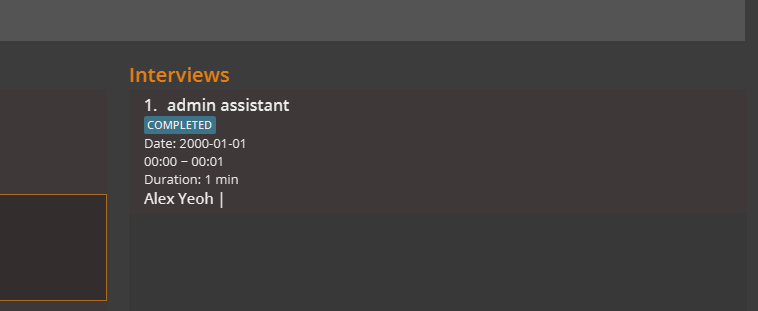 Interviews
1. admin assistant
COMPLETED
Date: 2000-01-01
00:00 − 00:01
Duration: 1 min
Alex Yeoh |